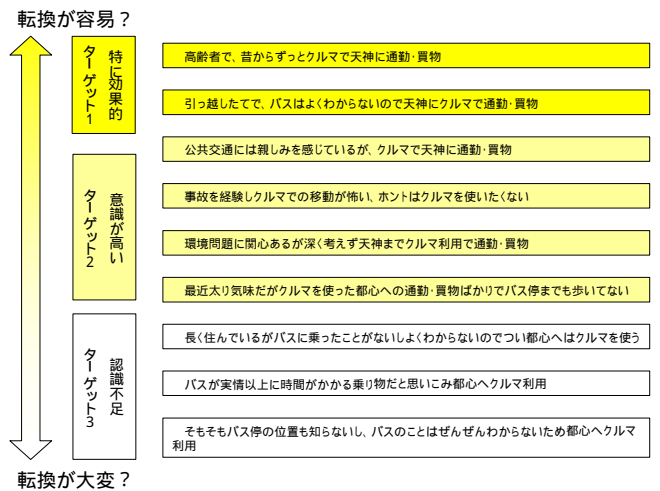 転換が容易？
ターゲット1
特に効果的
高齢者で、昔からずっとクルマで天神に通勤・買物
引っ越したてで、バスはよくわからないので天神にクルマで通勤・買物
公共交通には親しみを感じているが、クルマで天神に通勤・買物
ターゲット2
意識が高い
事故を経験しクルマでの移動が怖い、ホントはクルマを使いたくない
環境問題に関心あるが深く考えず天神までクルマ利用で通勤・買物
最近太り気味だがクルマを使った都心への通勤・買物ばかりでバス停までも歩いてない
ターゲット3
認識不足
長く住んでいるがバスに乗ったことがないしよくわからないのでつい都心へはクルマを使う
バスが実情以上に時間がかかる乗り物だと思いこみ都心へクルマ利用
そもそもバス停の位置も知らないし、バスのことはぜんぜんわからないため都心へクルマ
利用
転換が大変？